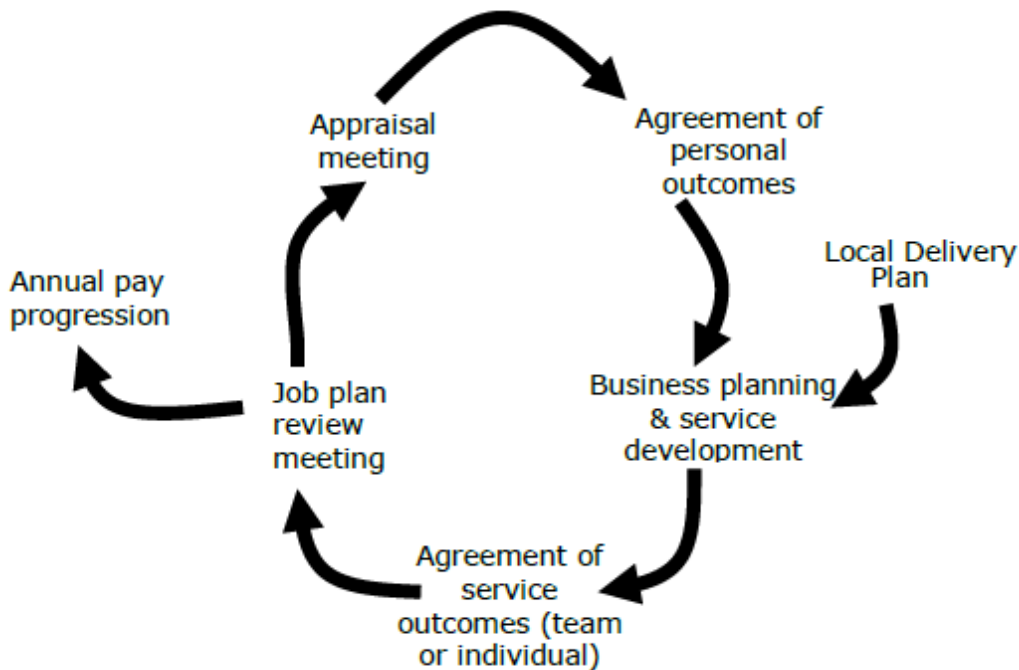 Appraisal
meeting
Agreement of
personal
outcomes
Local Delivery
Plan
Annual pay
progression
Business planning
& service
development
Job plan
review
meeting
Agreement of
service
outcomes (team
or individual)